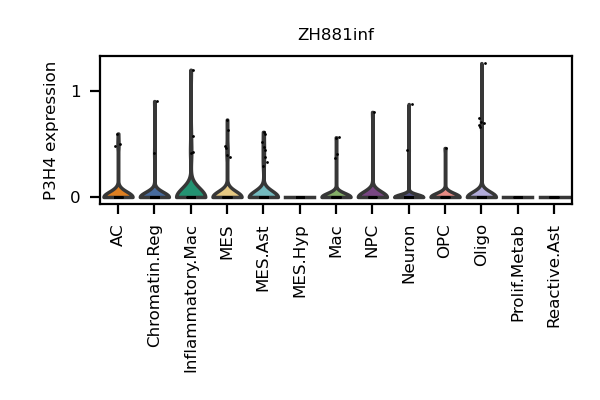 ZH881inf
P3H4 expression
1
0
AC
Chromatin.Reg
Inflammatory.Mac
MES
MES.Ast
MES.Hyp
Mac
NPC
Neuron
OPC
Oligo
Prolif.Metab
Reactive.Ast